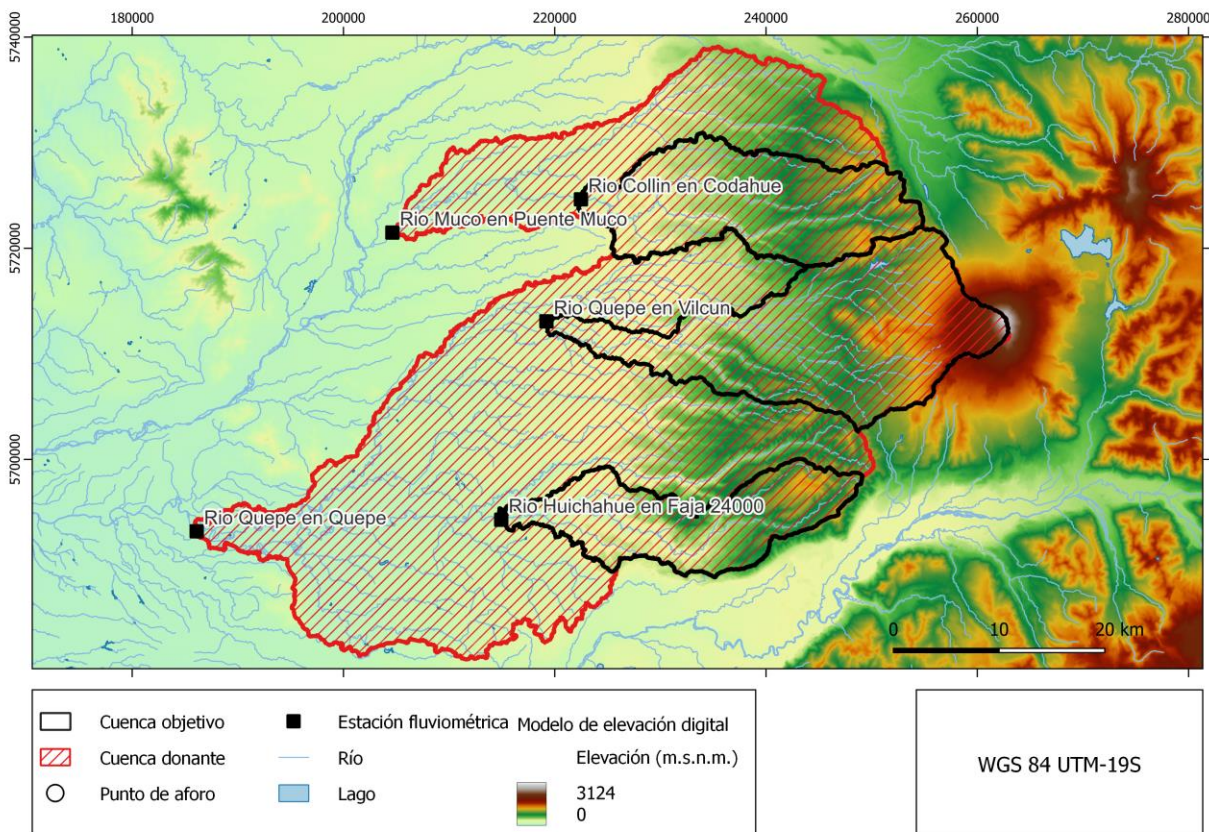 180000 200000 220000 240000 260000 280000
5740000
5720000
5700000
Rio Collin en Codahue
Rio Muco en Puente Muco
Rio Quepe en Vilcun
Rio Huichahue en Faja 24000
Rio Quepe en Quepe
0 10 20 km
Cuenca objetivo
Cuenca donante
Punto de aforo
Estación fluviométrica
Río
Lago
Modelo de elevación digital
Elevación (m.s.n.m.)
3124
0
WGS 84 UTM-19S